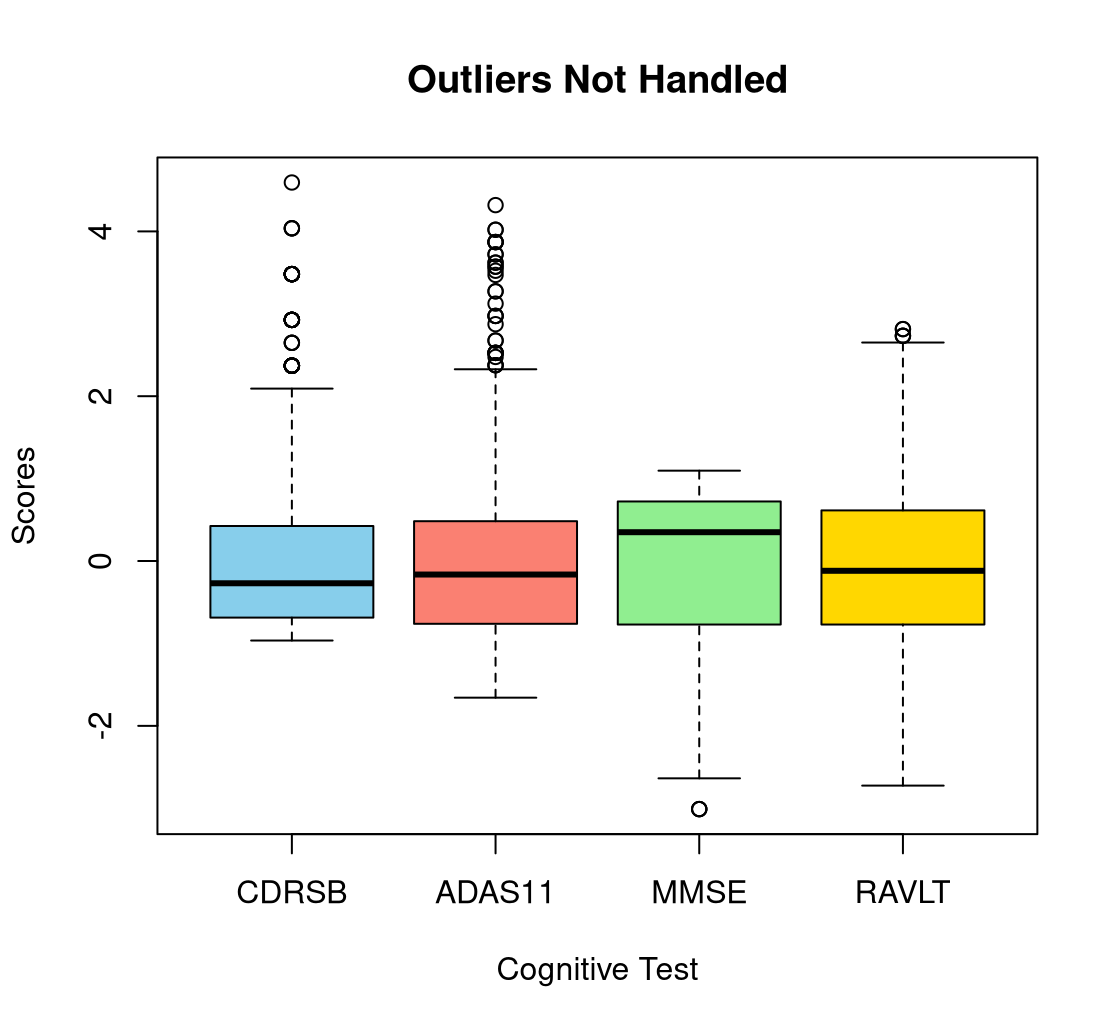 Outliers Not Handled
4
2
0
-2
Scores
CDRSB ADAS11 MMSE RAVLT
Cognitive Test